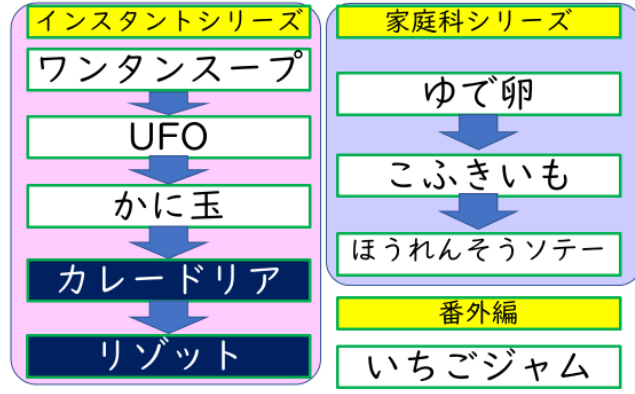 インスタントシリーズ
ワンタンスープ
UFO
かに玉
カレードリア
リゾット
家庭科シリーズ
ゆで卵
こふきいも
ほうれんそうソテー
番外編
いちごジャム